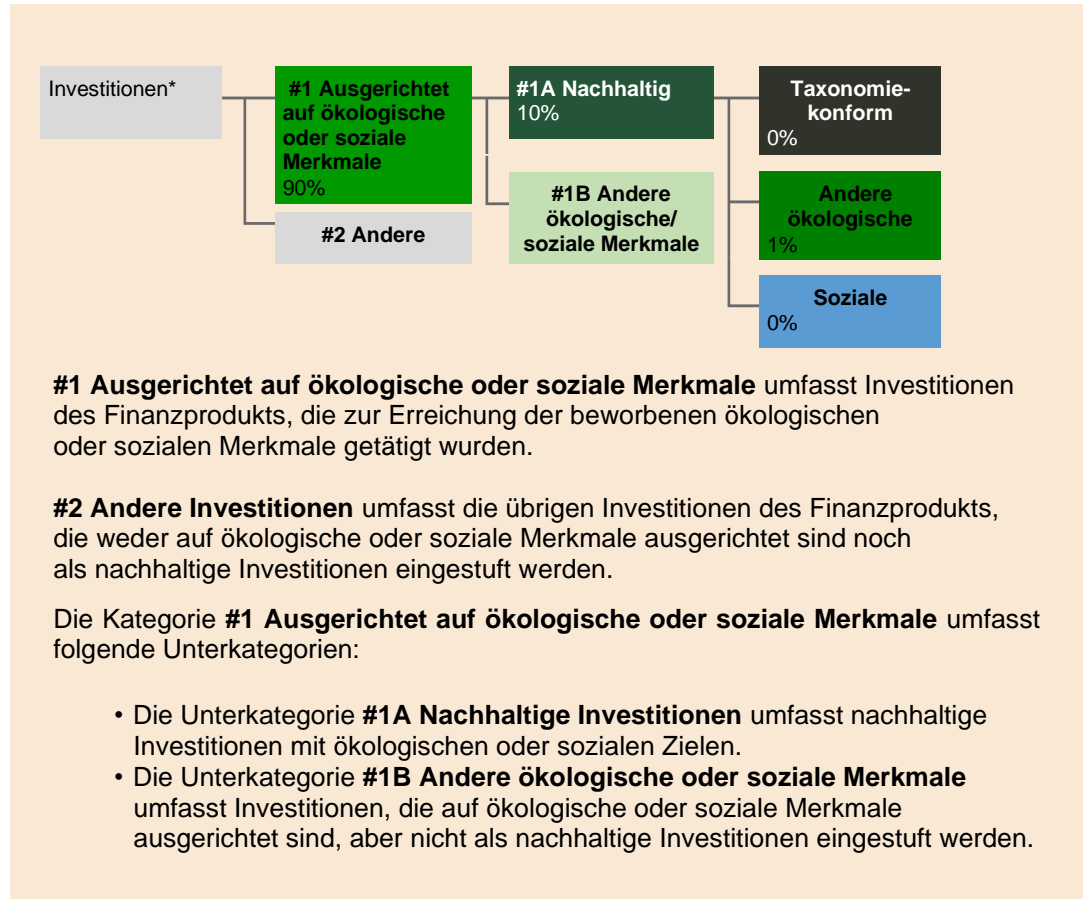 Investitionen*
#1 Ausgerichtet
auf ökologische
oder soziale
Merkmale
90%
#2 Andere
#1A Nachhaltig
10%
#1B Andere
ökologische/
soziale Merkmale
Taxonomie-
konform
0%
Andere
ökologische
1%
Soziale
0%
#1 Ausgerichtet auf ökologische oder soziale Merkmale umfasst Investitionen
des Finanzprodukts, die zur Erreichung der beworbenen ökologischen
oder sozialen Merkmale getätigt wurden.
#2 Andere Investitionen umfasst die übrigen Investitionen des Finanzprodukts,
die weder auf ökologische oder soziale Merkmale ausgerichtet sind noch
als nachhaltige Investitionen eingestuft werden.
Die Kategorie #1 Ausgerichtet auf ökologische oder soziale Merkmale umfasst
folgende Unterkategorien:
• Die Unterkategorie #1A Nachhaltige Investitionen umfasst nachhaltige
Investitionen mit ökologischen oder sozialen Zielen.
• Die Unterkategorie #1B Andere ökologische oder soziale Merkmale
umfasst Investitionen, die auf ökologische oder soziale Merkmale
ausgerichtet sind, aber nicht als nachhaltige Investitionen eingestuft werden.